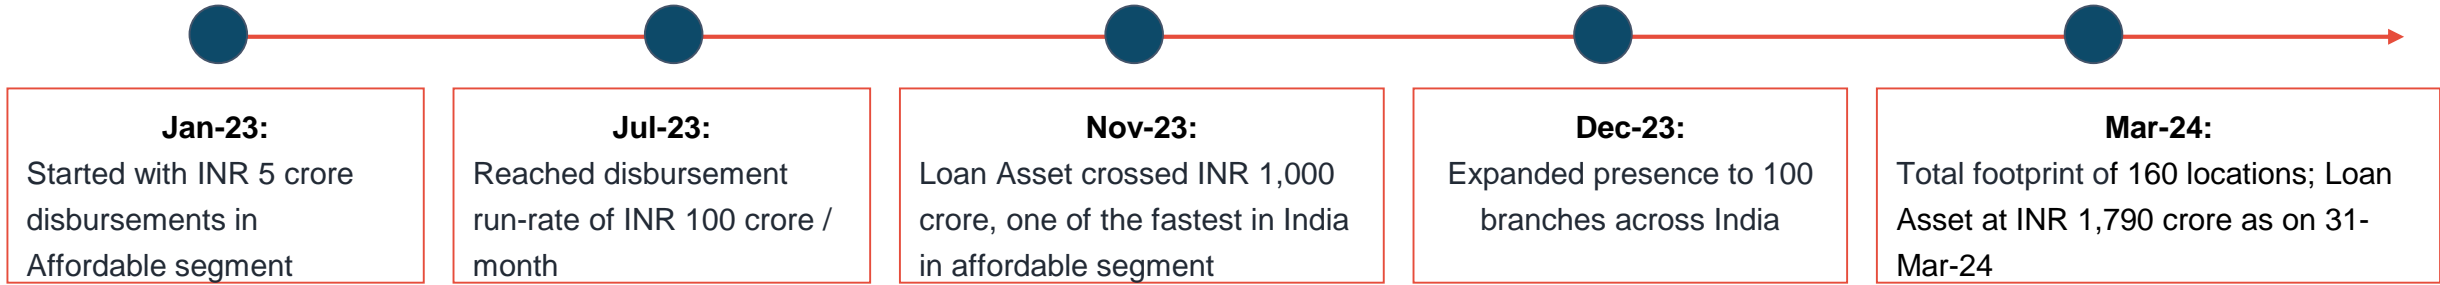 Jan-23:
Started with INR 5 crore
disbursements in
Affordable segment
Jul-23:
Reached disbursement
run-rate of INR 100 crore /
month
Nov-23:
Loan Asset crossed INR 1,000
crore, one of the fastest in India
in affordable segment
Dec-23:
Expanded presence to 100
branches across India
Mar-24:
Total footprint of 160 locations; Loan
Asset at INR 1,790 crore as on 31-
Mar-24